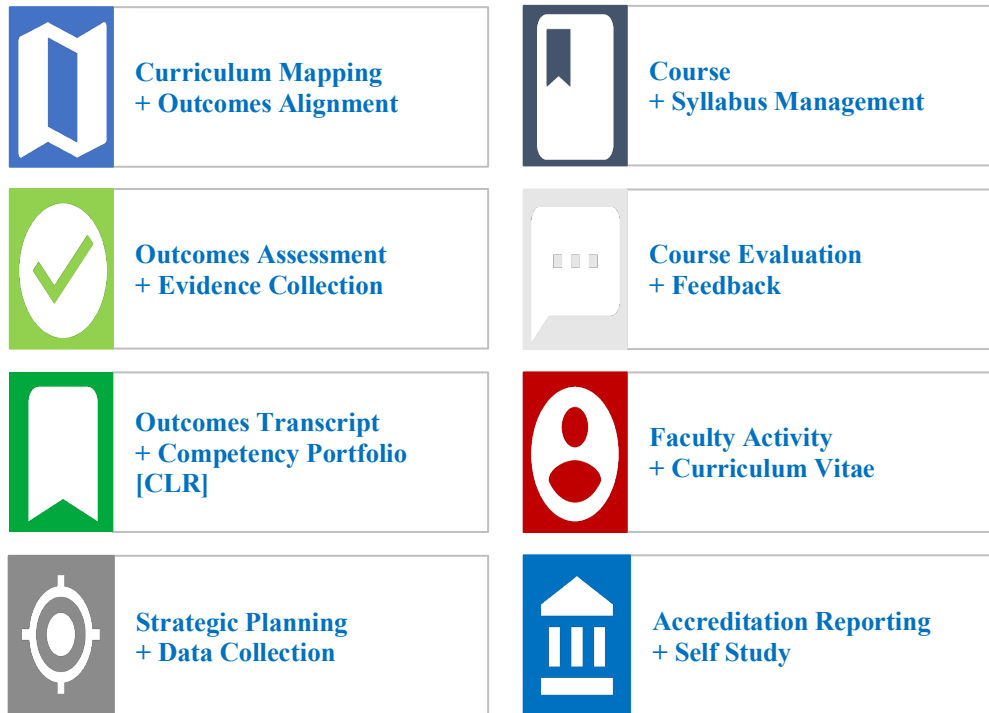 Curriculum Mapping
+ Outcomes Alignment
Course
+ Syllabus Management
Outcomes Assessment
+ Evidence Collection
Course Evaluation
+ Feedback
Outcomes Transcript
+ Competency Portfolio
[CLR]
Faculty Activity
+ Curriculum Vitae
Strategic Planning
+ Data Collection
Accreditation Reporting
+ Self Study